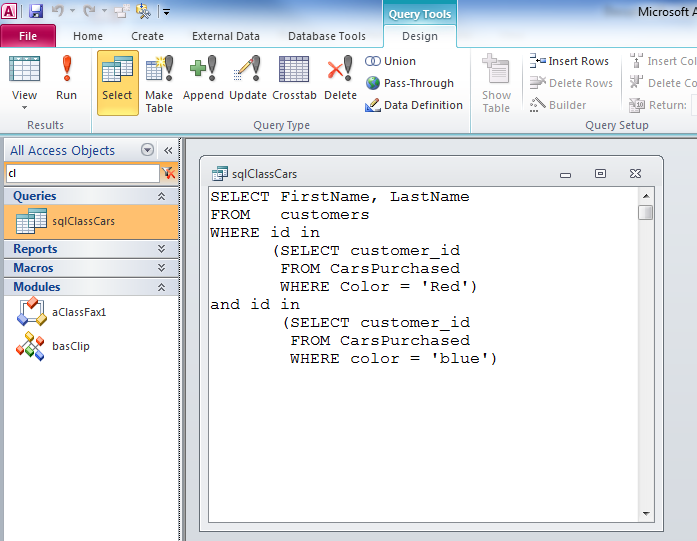 Query Tools
Microsoft A
File Home Create External Data Database Tools Design
View
Run
Select
Make Table
Append
Update
Crosstab
Delete
Union
Pass-Through
Data Definition
Show Table
Insert Rows
Delete Rows
Builder
Insert Col
Delete Co
Return:
Results
Query Type
Query Setup
All Access Objects
cl
Queries
sqlClassCars
Reports
Macros
Modules
aClassFax1
basClip
sqlClassCars
SELECT FirstName, LastName
FROM customers
WHERE id in
(SELECT customer_id
FROM CarsPurchased
WHERE Color = 'Red')
and id in
(SELECT customer_id
FROM CarsPurchased
WHERE color = 'blue')